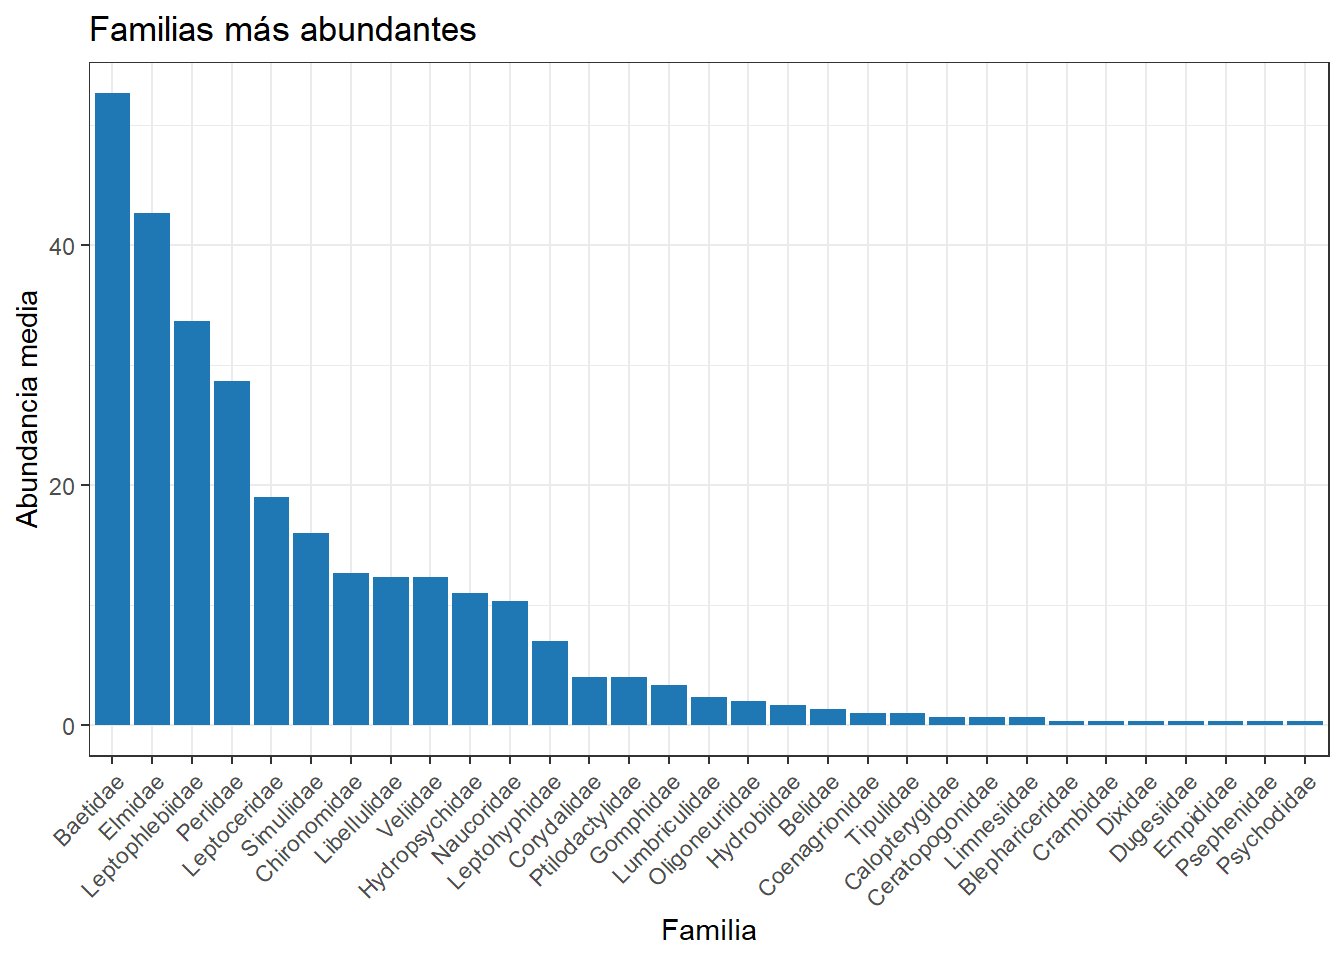 Familias más abundantes
Abundancia media
40
20
0
Baetidae
Elmidae
Leptophlebiidae
Perlidae
Leptoceridae
Simuliidae
Chironomidae
Libellulidae
Veliidae
Hydropsychidae
Naucoridae
Leptohyphidae
Corydalidae
Ptilodactylidae
Gomphidae
Lumbriculidae
Oligoneuriidae
Hydrobiidae
Belidae
Coenagrionidae
Tipulidae
Calopterygidae
Ceratopogonidae
Limnesiidae
Blephariceridae
Crambidae
Dixidae
Dugesiidae
Empididae
Psephenidae
Psychodidae
Familia